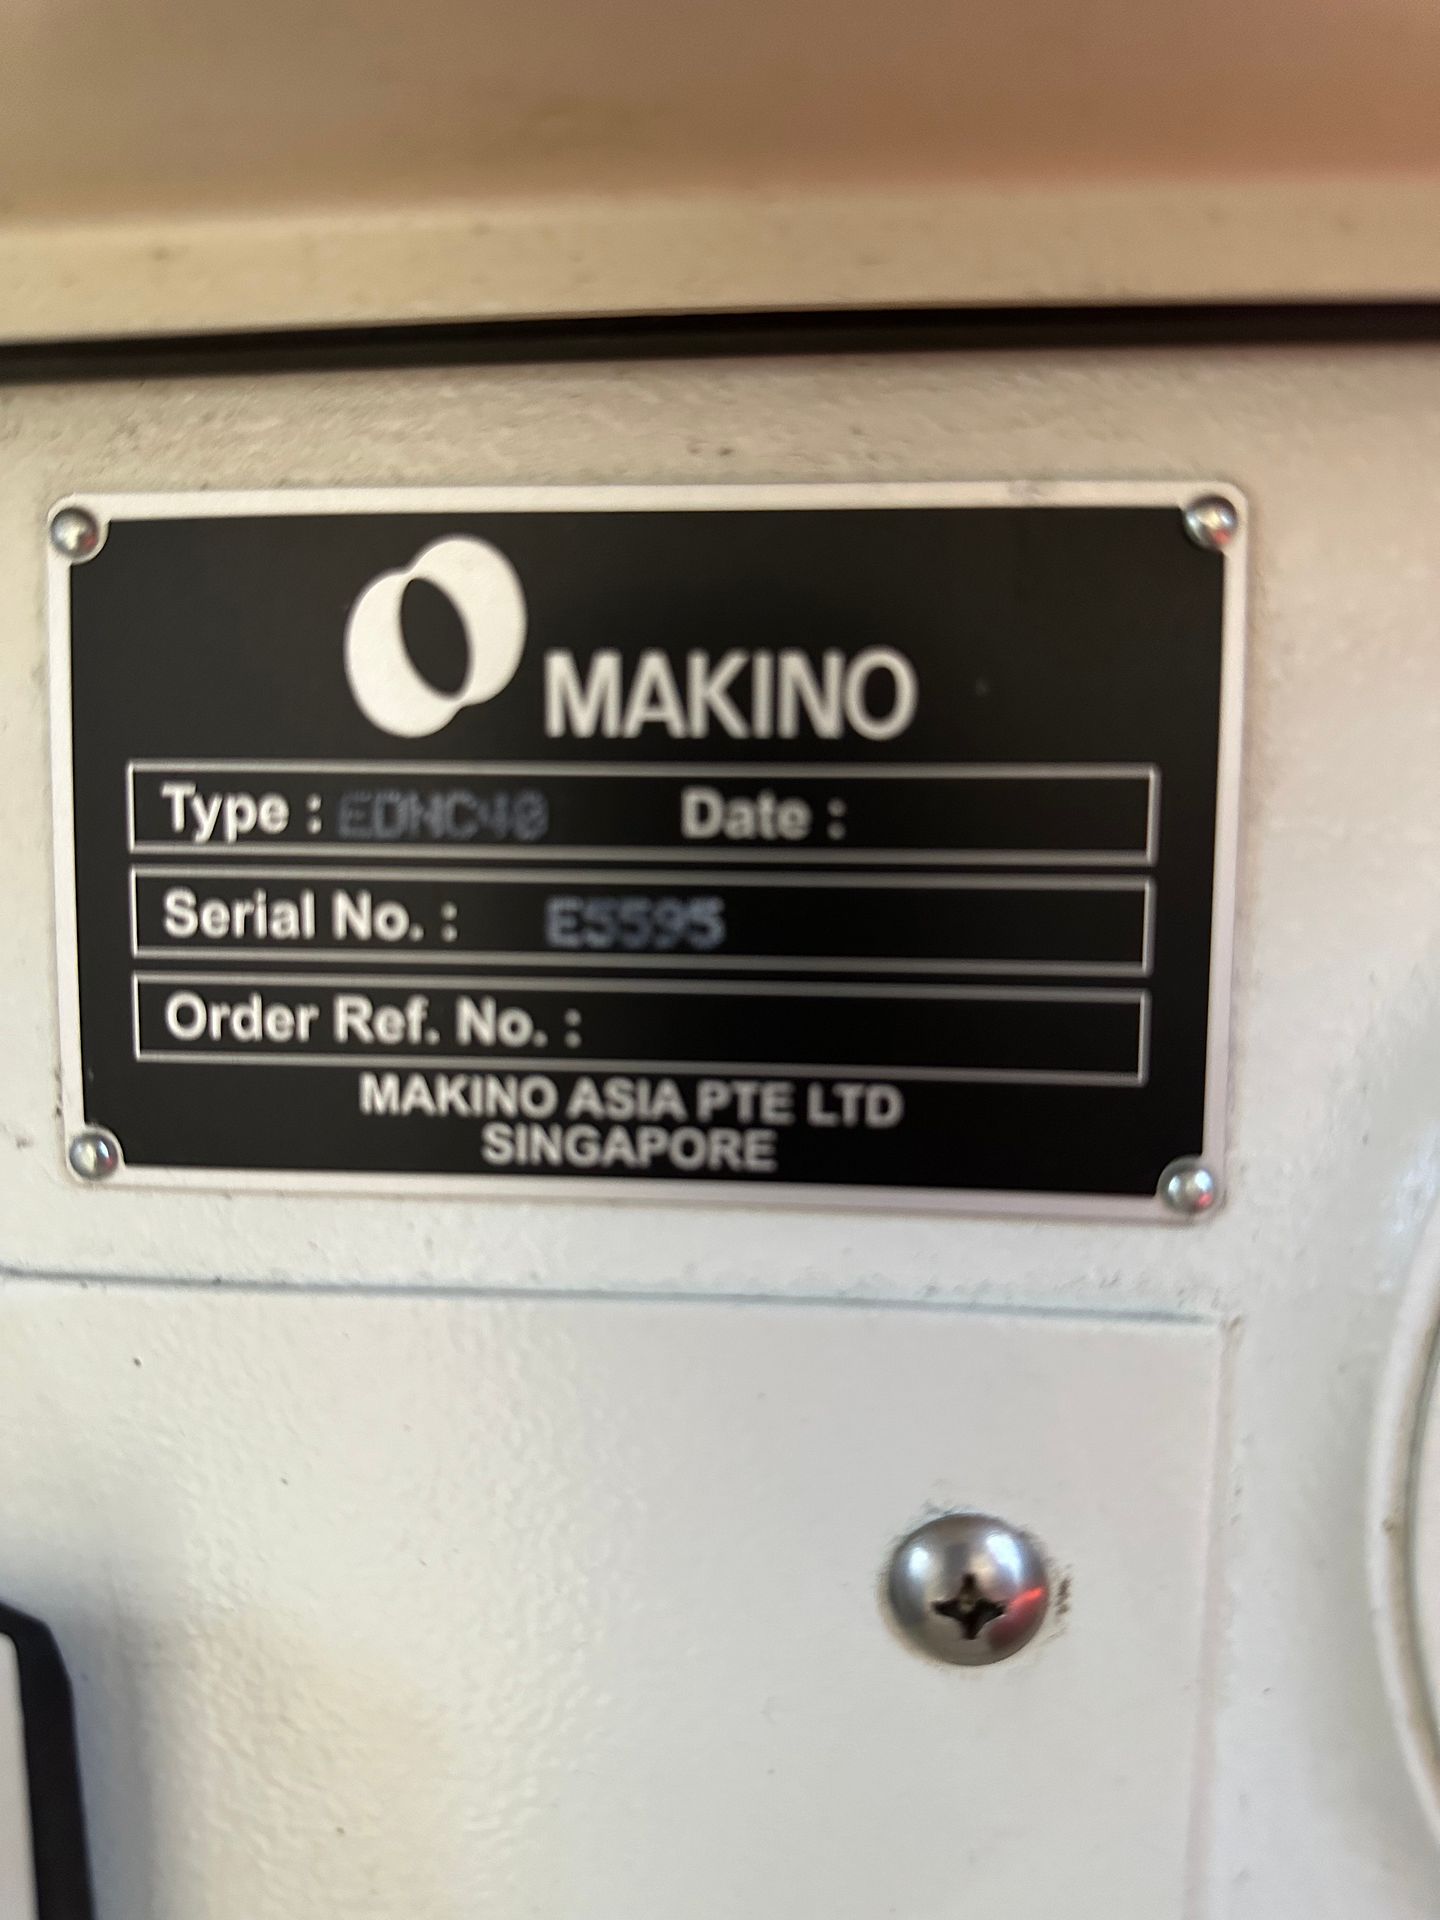 MAKINO
Type : EDNC40 Date :
Serial No. : E5595
Order Ref. No. :
MAKINO ASIA PTE LTD
SINGAPORE